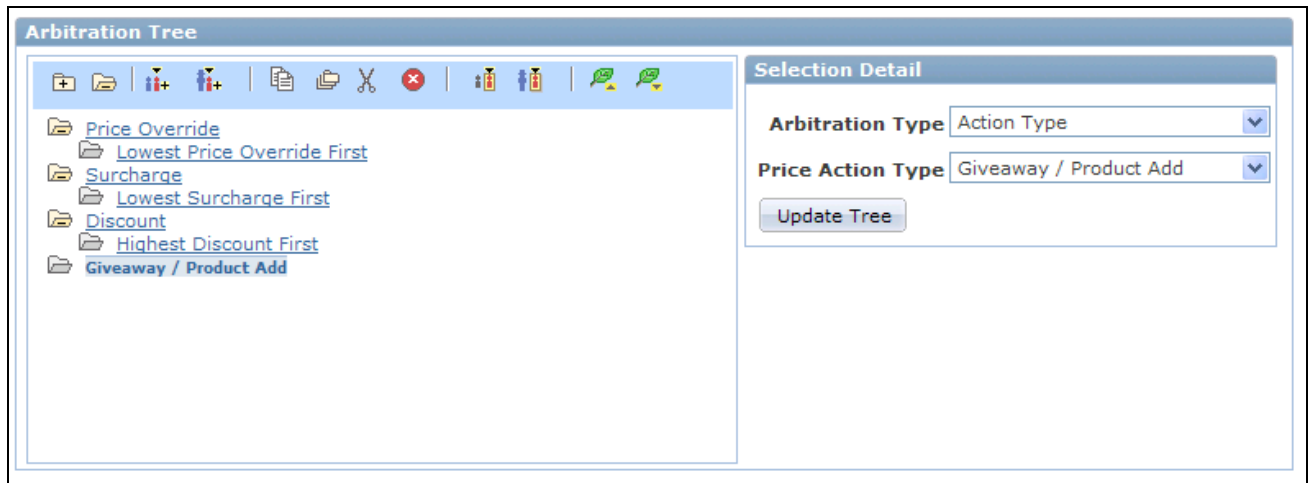 Arbitration Tree
Price Override
Lowest Price Override First
Surcharge
Lowest Surcharge First
Discount
Highest Discount First
Giveaway / Product Add
Selection Detail
Arbitration Type Action Type
Price Action Type Giveaway / Product Add
Update Tree